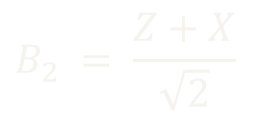 B₂ = (Z + X) / √2